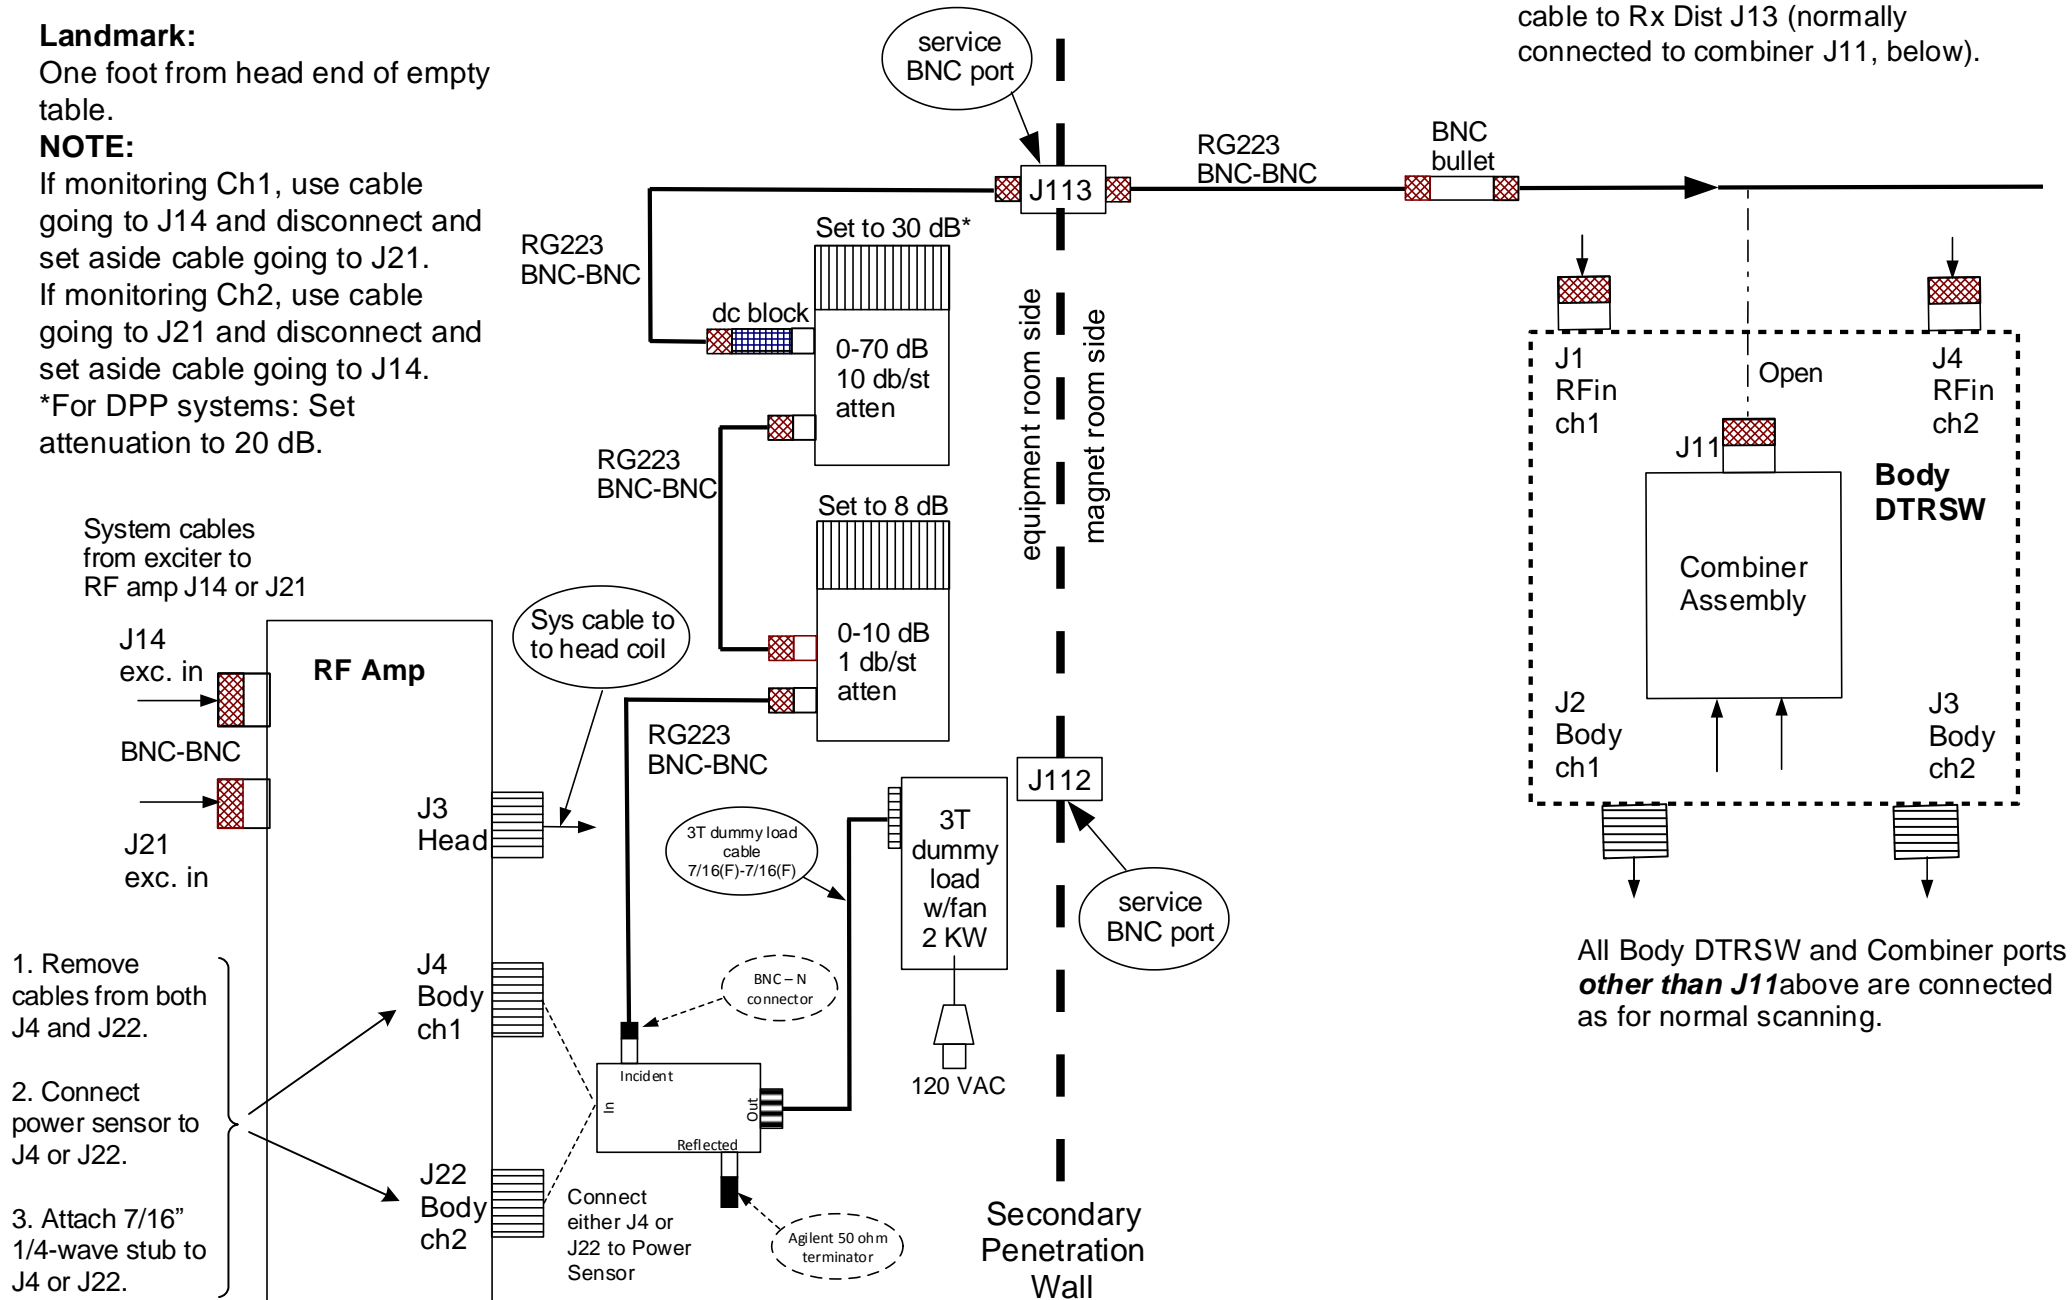 Landmark:
One foot from head end of empty
table.
NOTE:
If monitoring Ch1, use cable
going to J14 and disconnect and
set aside cable going to J21.
If monitoring Ch2, use cable
going to J21 and disconnect and
set aside cable going to J14.
*For DPP systems: Set
attenuation to 20 dB.
service
BNC port
cable to Rx Dist J13 (normally
connected to combiner J11, below).
J113
RG223
BNC-BNC
BNC
bullet
RG223
BNC-BNC
Set to 30 dB*
dc block
0-70 dB
10 db/st
atten
RG223
BNC-BNC
Set to 8 dB
0-10 dB
1 db/st
atten
RG223
BNC-BNC
equipment room side
magnet room side
J1
RFin
ch1
Open
J4
RFin
ch2
J11
Body
DTRSW
Combiner
Assembly
J2
Body
ch1
J3
Body
ch2
All Body DTRSW and Combiner ports
other than J11above are connected
as for normal scanning.
System cables
from exciter to
RF amp J14 or J21
J14
exc. in
BNC-BNC
J21
exc. in
RF Amp
Sys cable to
to head coil
J3
Head
J4
Body
ch1
J22
Body
ch2
3T dummy load
cable
7/16(F)-7/16(F)
3T
dummy
load
w/fan
2 KW
120 VAC
J112
service
BNC port
BNC – N
connector
Incident
In
Out
Reflected
Agilent 50 ohm
terminator
Connect
either J4 or
J22 to Power
Sensor
1. Remove
cables from both
J4 and J22.
2. Connect
power sensor to
J4 or J22.
3. Attach 7/16”
1/4-wave stub to
J4 or J22.
Secondary
Penetration
Wall